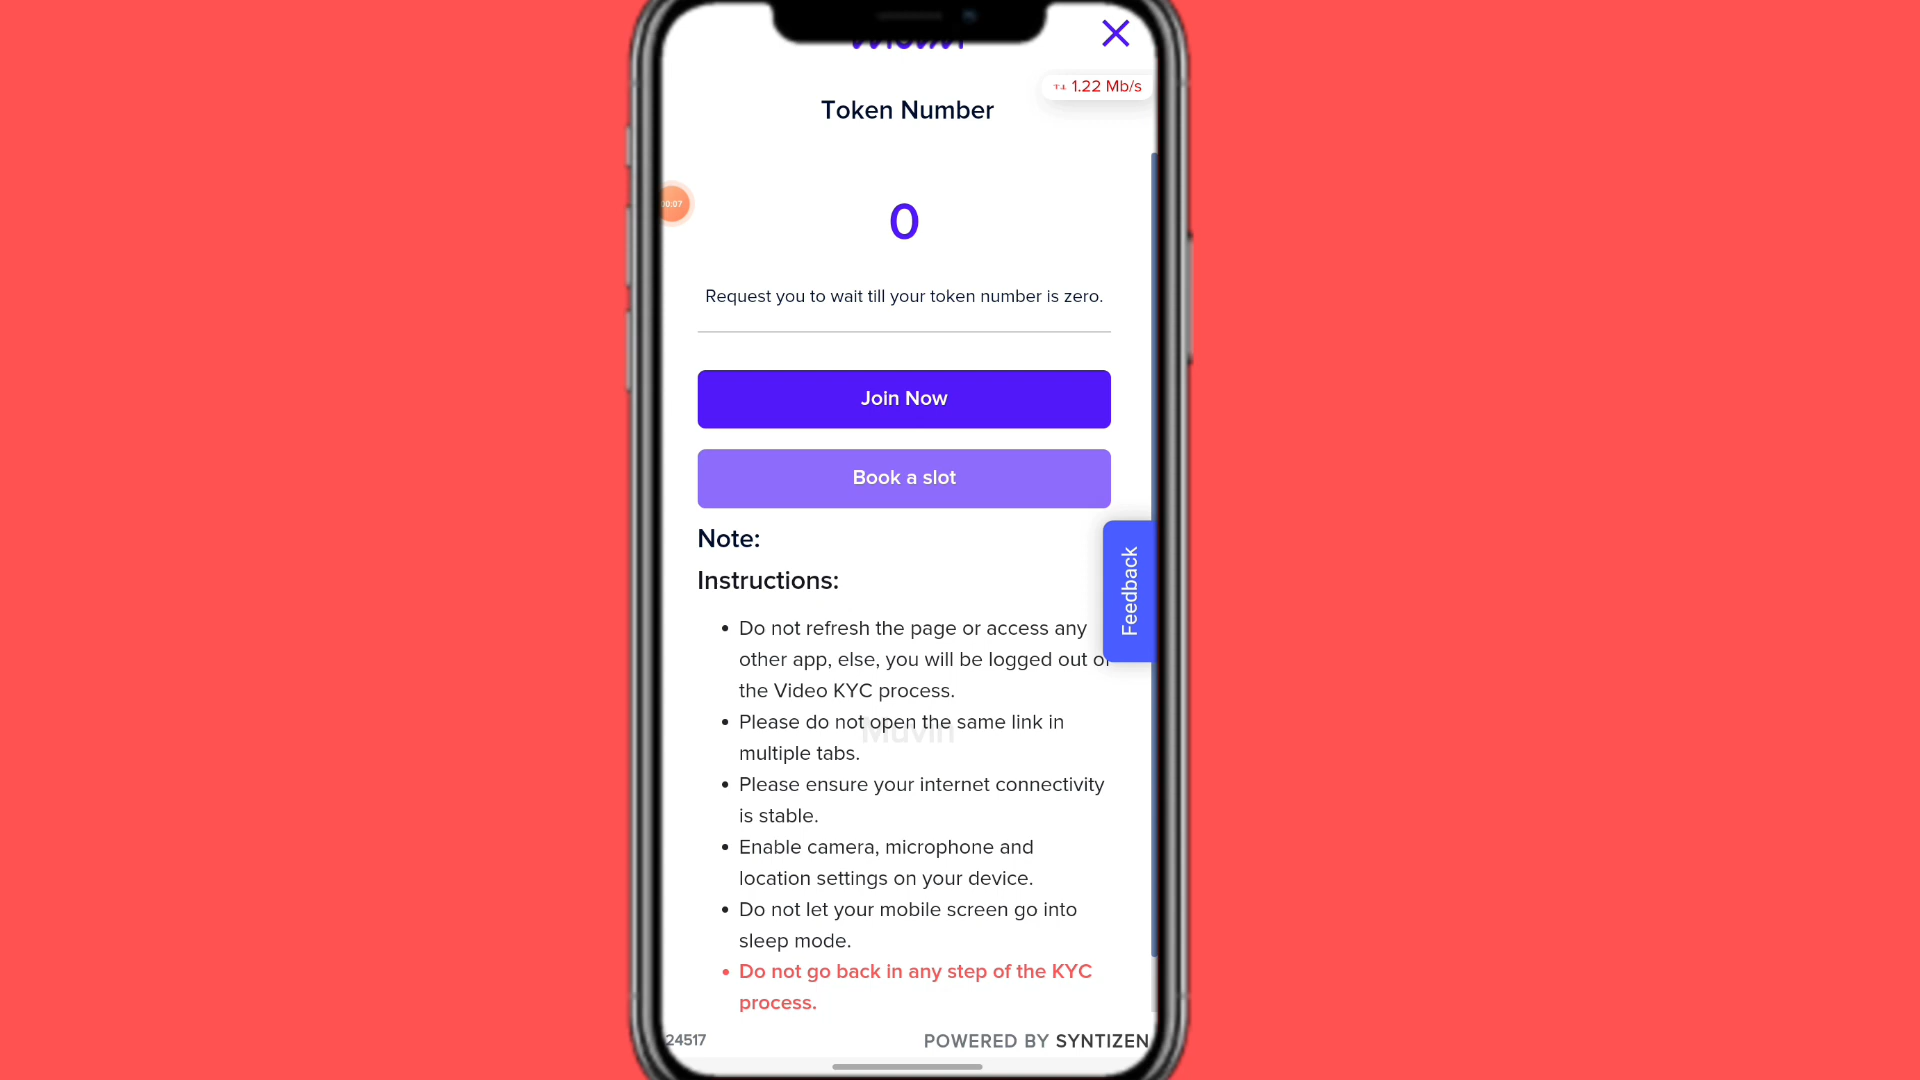 1.22 Mb/s
Token Number
00:07
0
Request you to wait till your token number is zero.
Join Now
Book a slot
Note:
Instructions:
• Do not refresh the page or access any
other app, else, you will be logged out of
the Video KYC process.
• Please do not open the same link in
multiple tabs.
• Please ensure your internet connectivity
is stable.
• Enable camera, microphone and
location settings on your device.
• Do not let your mobile screen go into
sleep mode.
• Do not go back in any step of the KYC
process.
Feedback
Muvin
24517
POWERED BY SYNTIZEN